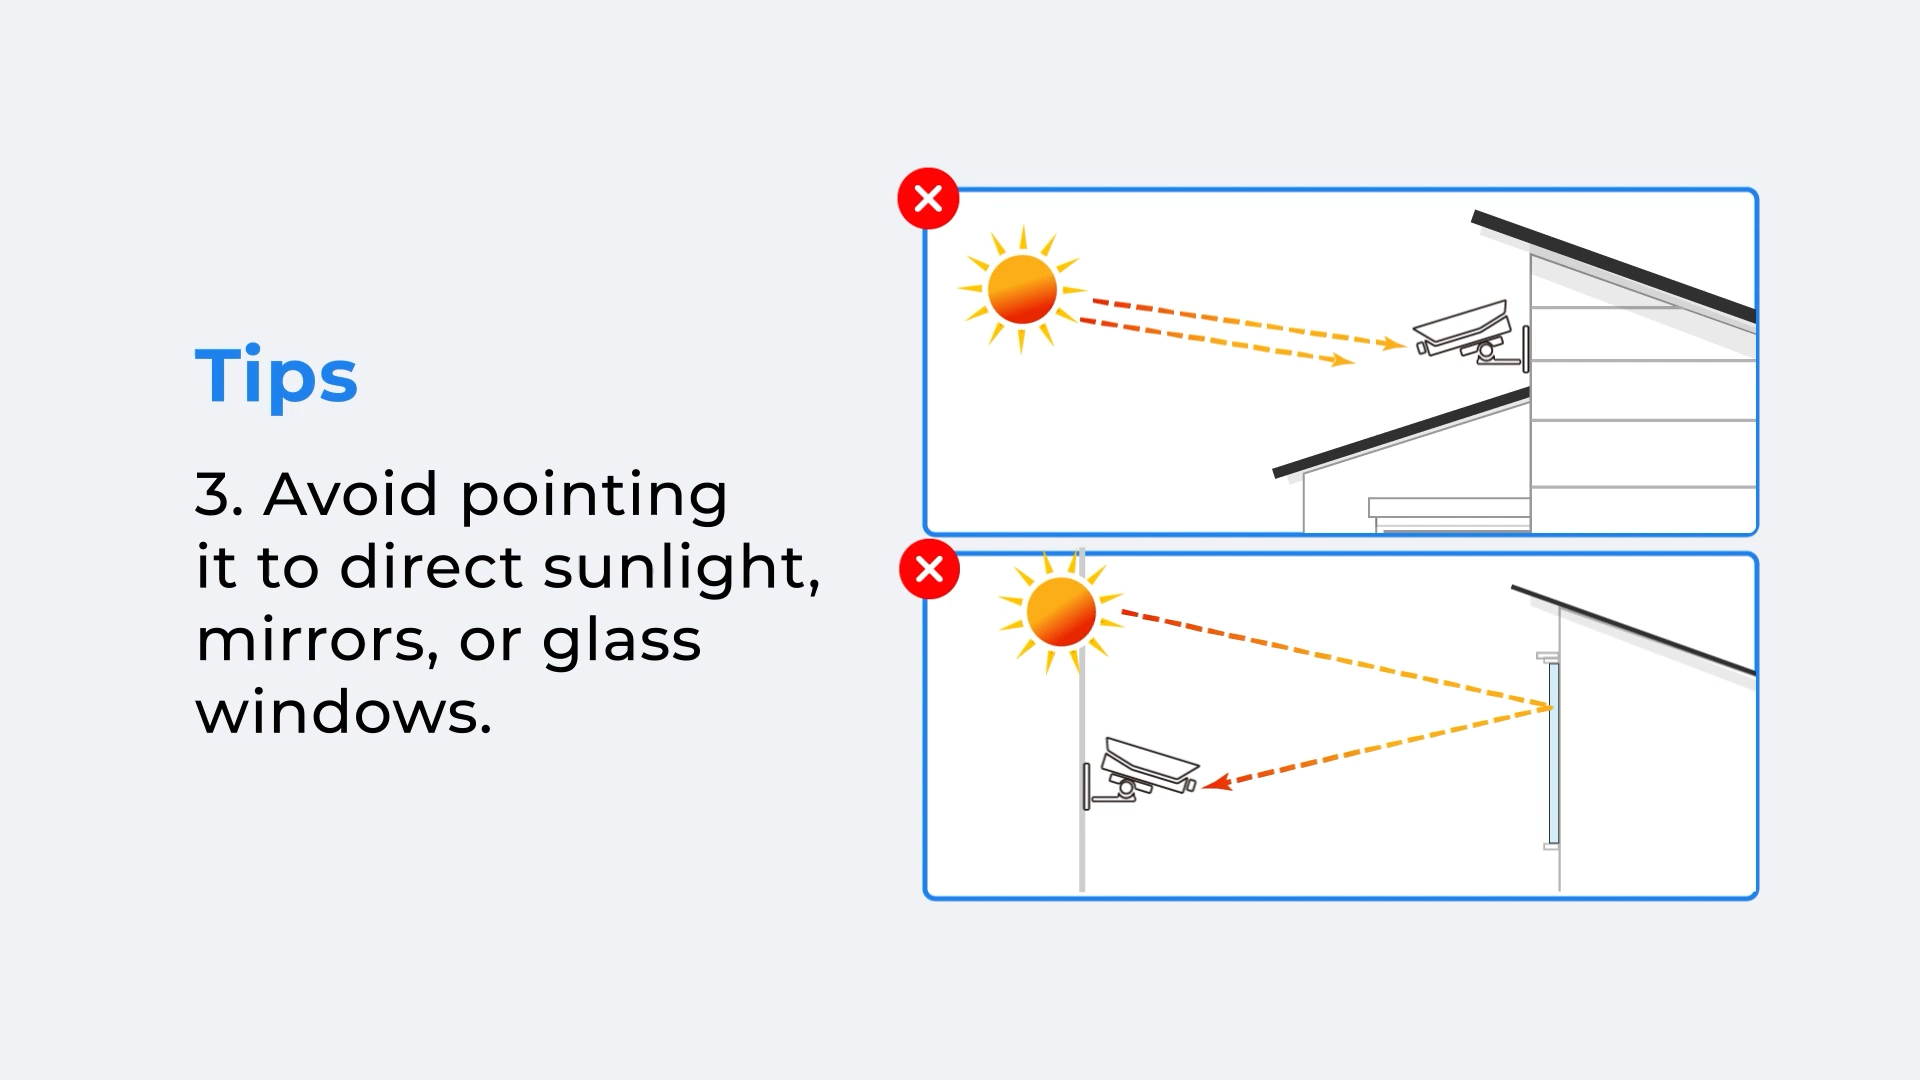 Tips
3. Avoid pointing
it to direct sunlight,
mirrors, or glass
windows.